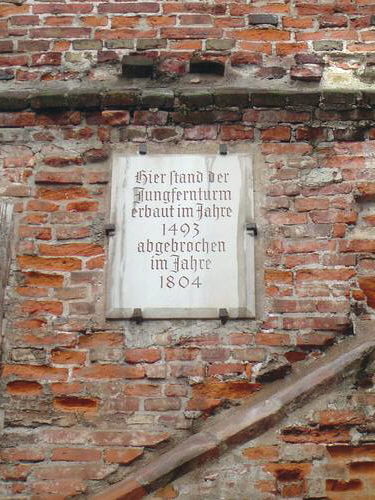 Hier stand der
Jungfernturm
erbaut im Jahre
1493
abgebrochen
im Jahre
1804